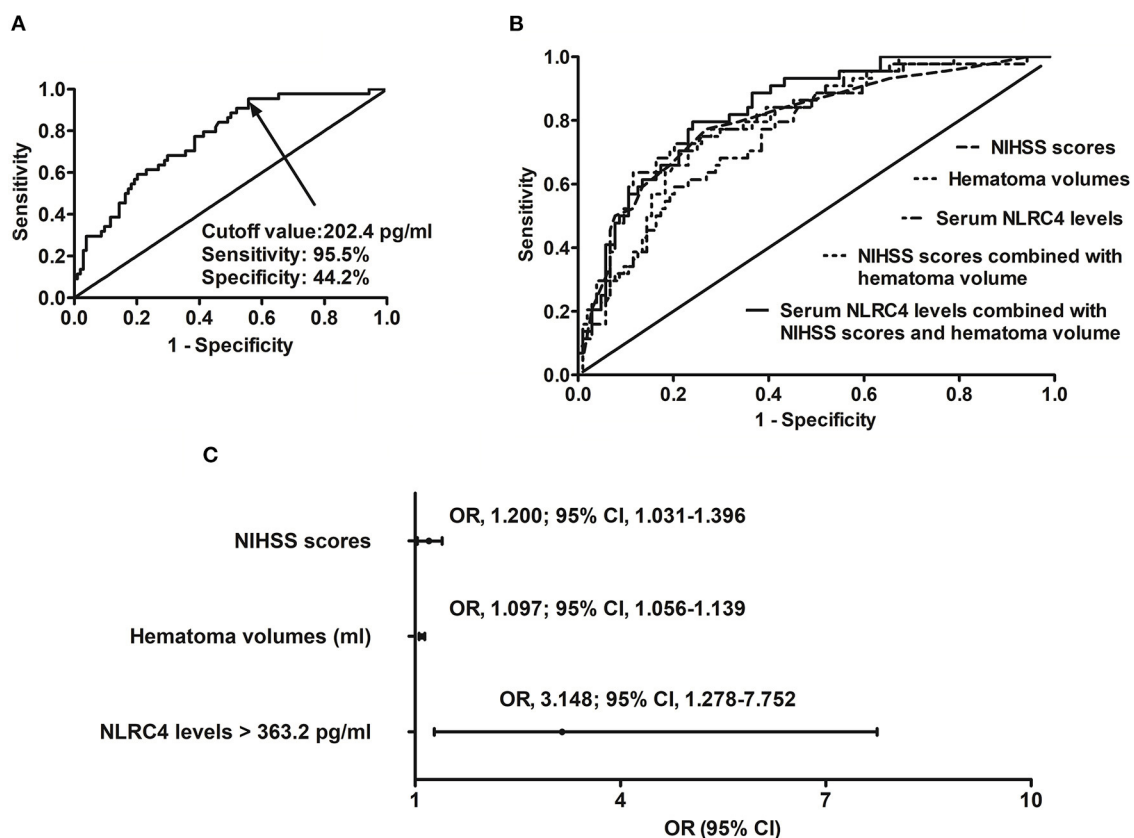 A
1.0
0.8
0.6
0.4
0.2
0.0
Sensitivity
Cutoff value:202.4 pg/ml
Sensitivity: 95.5%
Specificity: 44.2%
0.0 0.2 0.4 0.6 0.8 1.0
1 - Specificity
B
1.0
0.8
0.6
0.4
0.2
0.0
Sensitivity
NIHSS scores
Hematoma volumes
Serum NLRC4 levels
NIHSS scores combined with
hematoma volume
Serum NLRC4 levels combined with
NIHSS scores and hematoma volume
0.0 0.2 0.4 0.6 0.8 1.0
1 - Specificity
C
OR, 1.200; 95% CI, 1.031-1.396
NIHSS scores
OR, 1.097; 95% CI, 1.056-1.139
Hematoma volumes (ml)
OR, 3.148; 95% CI, 1.278-7.752
NLRC4 levels > 363.2 pg/ml
1 4 7 10
OR (95% CI)